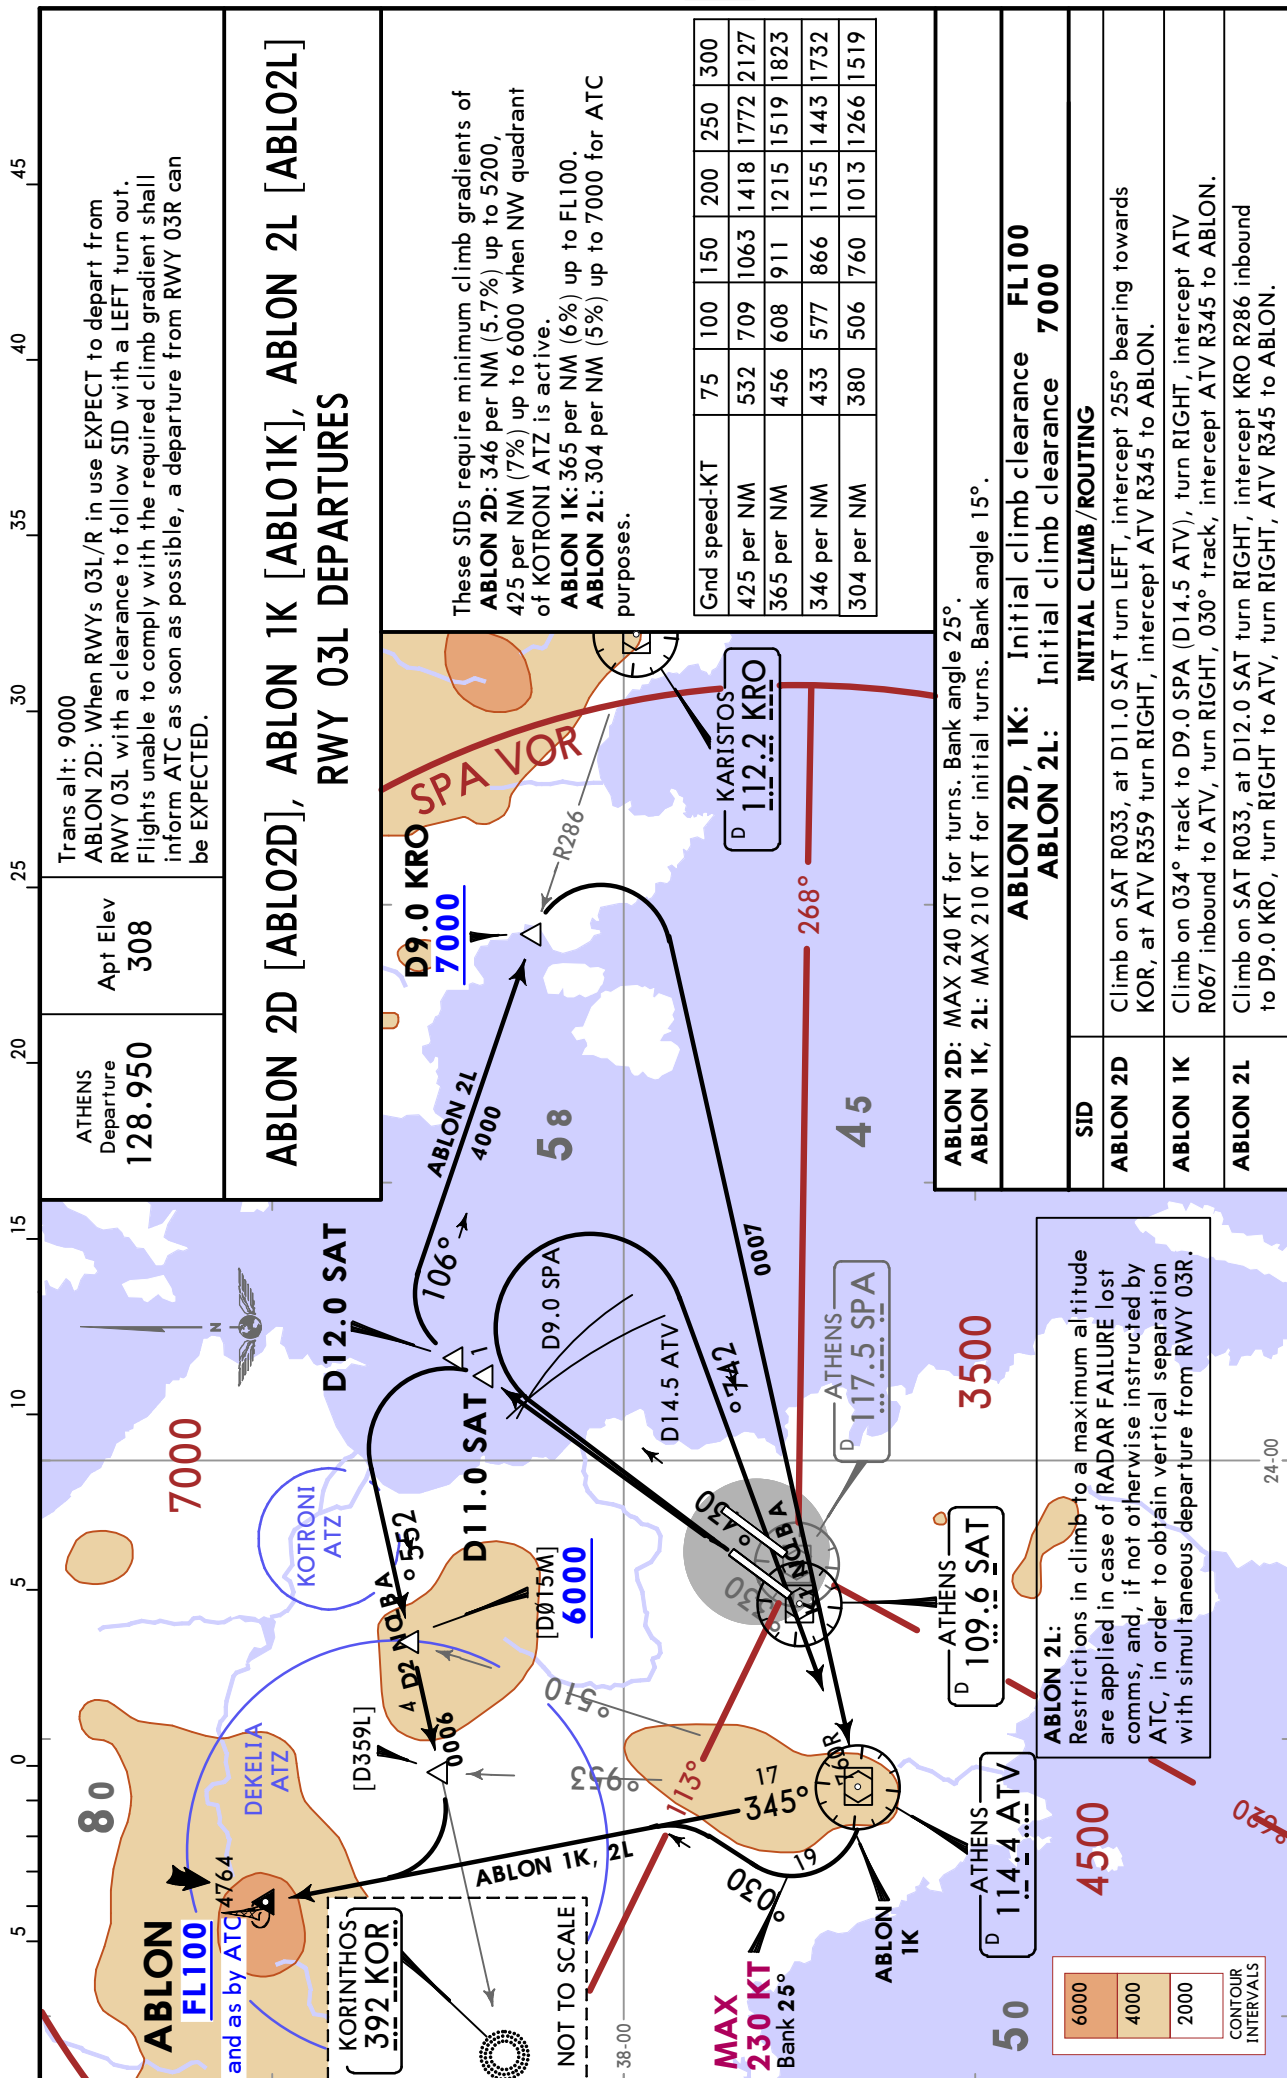 ATHENS
Departure
128.950
Apt Elev
308
Trans alt: 9000
ABLON 2D: When RWYs 03L/R in use EXPECT to depart from
RWY 03L with a clearance to follow SID with a LEFT turn out.
Flights unable to comply with the required climb gradient shall
inform ATC as soon as possible, a departure from RWY 03R can
be EXPECTED.
ABLON 2D [ABLO2D], ABLON 1K [ABLO1K], ABLON 2L [ABLO2L]
RWY 03L DEPARTURES
These SIDs require minimum climb gradients of
ABLON 2D: 346 per NM (5.7%) up to 5200,
425 per NM (7%) up to 6000 when NW quadrant
of KOTRONI ATZ is active.
ABLON 1K: 365 per NM (6%) up to FL100.
ABLON 2L: 304 per NM (5%) up to 7000 for ATC
purposes.
Gnd speed-KT 75 100 150 200 250 300
425 per NM 532 709 1063 1418 1772 2127
365 per NM 456 608 911 1215 1519 1823
346 per NM 433 577 866 1155 1443 1732
304 per NM 380 506 760 1013 1266 1519
5 0 5 10 15 20 25 30 35 40 45
ABLON
FL100
and as by ATC
4764
80
DEKELIA
ATZ
7000
KOTRONI
ATZ
N
D12.0 SAT
D11.0 SAT
106°
ABLON 2L
4000
D9.0 KRO
7000
R286
SPA VOR
KARISTOS
D
112.2 KRO
268°
58
45
D9.0 SPA
D14.5 ATV
[D015M]
6000
[D359L]
KORINTHOS
392 KOR
NOT TO SCALE
ABLON 1K, 2L
345°
17
19
113°
030°
MAX
230 KT
Bank 25°
ABLON
1K
ATHENS
D
117.5 SPA
ATHENS
D
109.6 SAT
ATHENS
D
114.4 ATV
3500
4500
50
38-00
24-00
6000
4000
2000
CONTOUR
INTERVALS
ABLON 2L:
Restrictions in climb to a maximum altitude
are applied in case of RADAR FAILURE lost
comms, and, if not otherwise instructed by
ATC, in order to obtain vertical separation
with simultaneous departure from RWY 03R.
ABLON 2D: MAX 240 KT for turns. Bank angle 25°.
ABLON 1K, 2L: MAX 210 KT for initial turns. Bank angle 15°.
ABLON 2D, 1K: Initial climb clearance FL100
ABLON 2L: Initial climb clearance 7000
SID INITIAL CLIMB/ROUTING
ABLON 2D Climb on SAT R033, at D11.0 SAT turn LEFT, intercept 255° bearing towards
KOR, at ATV R359 turn RIGHT, intercept ATV R345 to ABLON.
ABLON 1K Climb on 034° track to D9.0 SPA (D14.5 ATV), turn RIGHT, intercept ATV
R067 inbound to ATV, turn RIGHT, 030° track, intercept ATV R345 to ABLON.
ABLON 2L Climb on SAT R033, at D12.0 SAT turn RIGHT, intercept KRO R286 inbound
to D9.0 KRO, turn RIGHT to ATV, turn RIGHT, ATV R345 to ABLON.